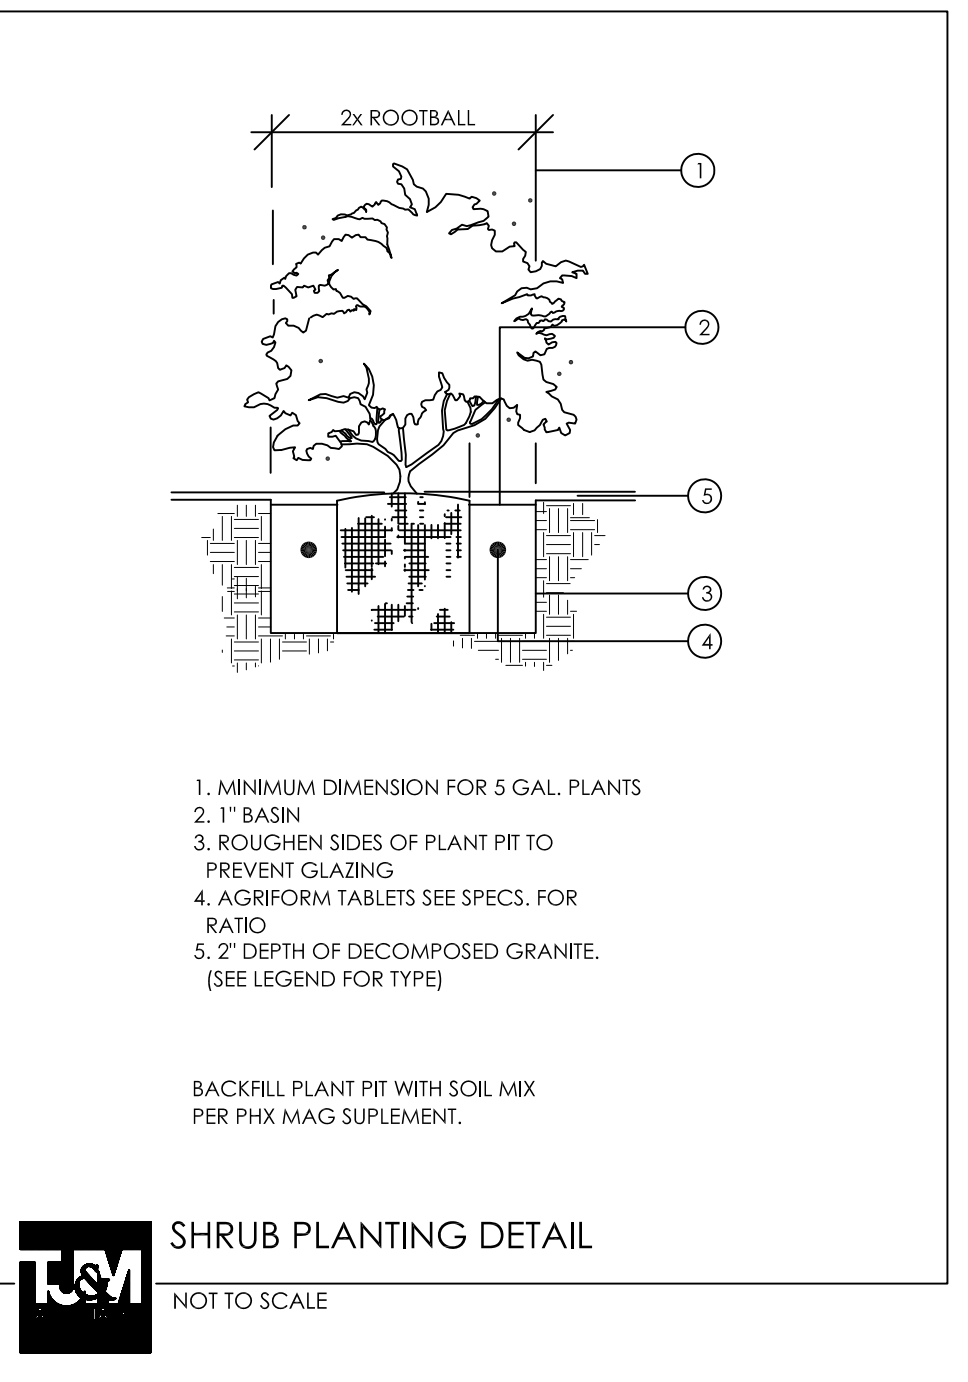 2x ROOTBALL
1
2
5
3
4
1. MINIMUM DIMENSION FOR 5 GAL. PLANTS
2. 1" BASIN
3. ROUGHEN SIDES OF PLANT PIT TO
PREVENT GLAZING
4. AGRIFORM TABLETS SEE SPECS. FOR
RATIO
5. 2" DEPTH OF DECOMPOSED GRANITE.
(SEE LEGEND FOR TYPE)
BACKFILL PLANT PIT WITH SOIL MIX
PER PHX MAG SUPLEMENT.
SHRUB PLANTING DETAIL
TJ&M
NOT TO SCALE